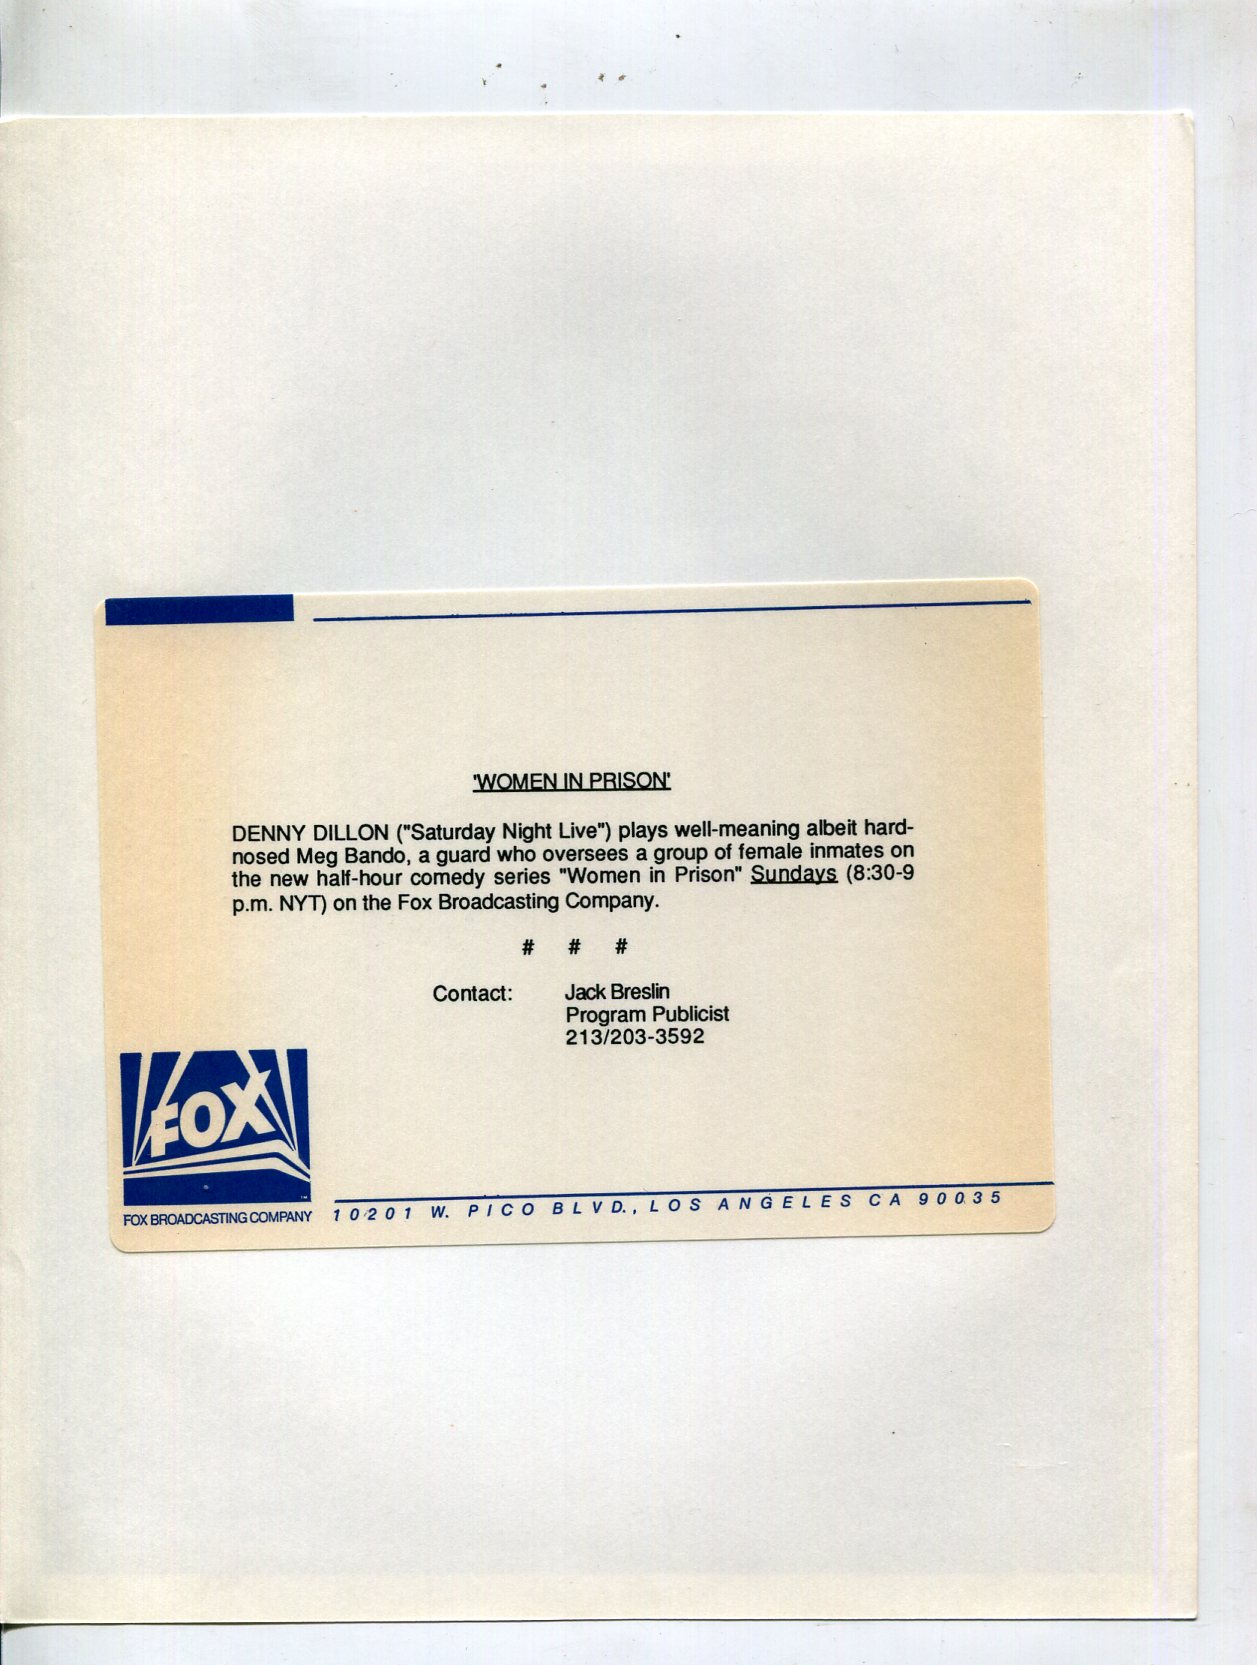 'WOMEN IN PRISON'
DENNY DILLON ("Saturday Night Live") plays well-meaning albeit hard-
nosed Meg Bando, a guard who oversees a group of female inmates on
the new half-hour comedy series "Women in Prison" Sundays (8:30-9
p.m. NYT) on the Fox Broadcasting Company.
# # #
Contact: Jack Breslin
Program Publicist
213/203-3592
FOX
TM
FOX BROADCASTING COMPANY
10201 W. PICO BLVD., LOS ANGELES CA 90035